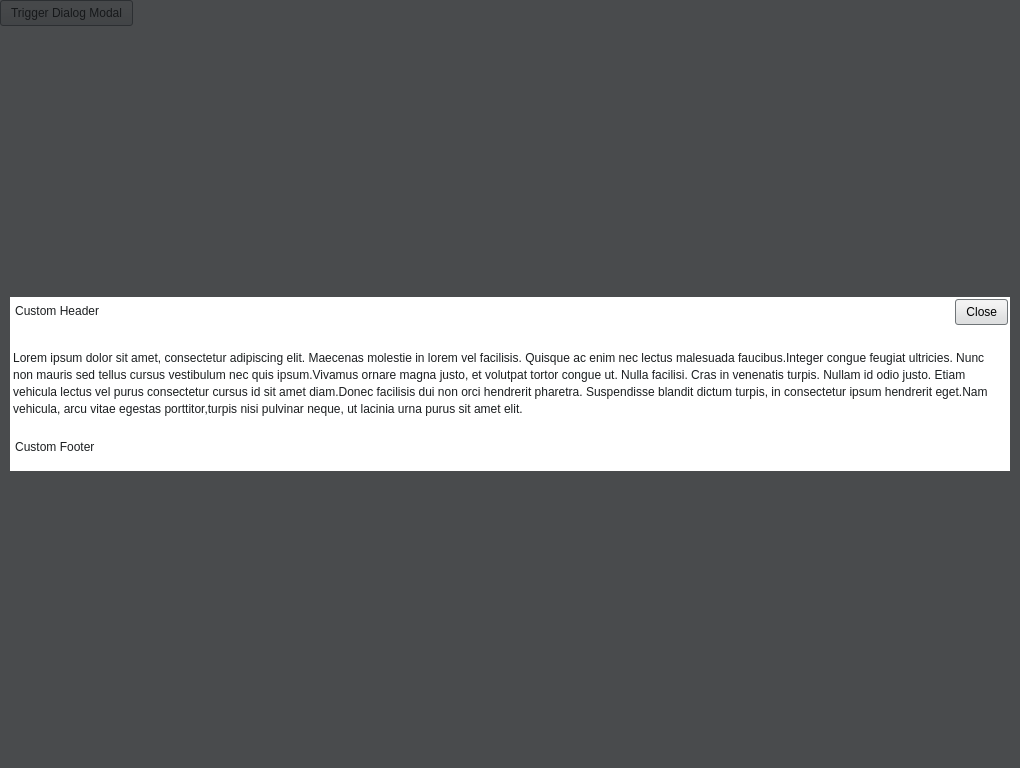 Trigger Dialog Modal
Custom Header
Close
Lorem ipsum dolor sit amet, consectetur adipiscing elit. Maecenas molestie in lorem vel facilisis. Quisque ac enim nec lectus malesuada faucibus.Integer congue feugiat ultricies. Nunc
non mauris sed tellus cursus vestibulum nec quis ipsum.Vivamus ornare magna justo, et volutpat tortor congue ut. Nulla facilisi. Cras in venenatis turpis. Nullam id odio justo. Etiam
vehicula lectus vel purus consectetur cursus id sit amet diam.Donec facilisis dui non orci hendrerit pharetra. Suspendisse blandit dictum turpis, in consectetur ipsum hendrerit eget.Nam
vehicula, arcu vitae egestas porttitor,turpis nisi pulvinar neque, ut lacinia urna purus sit amet elit.
Custom Footer